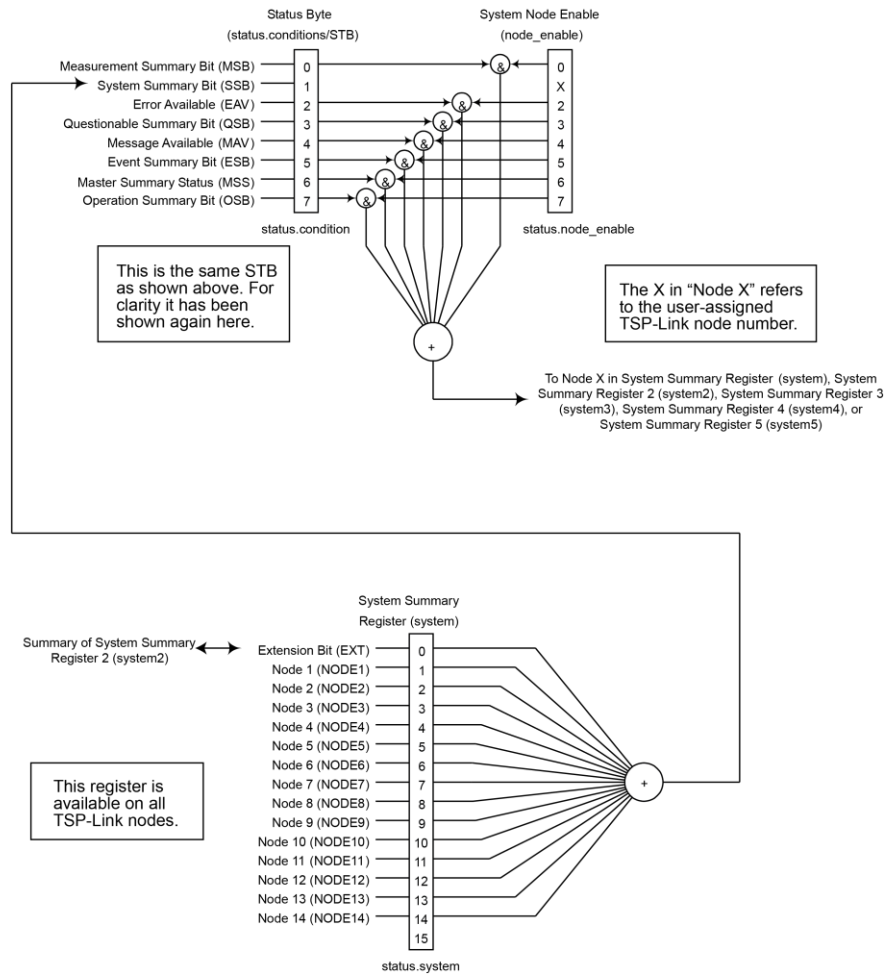 Status Byte
(status.conditions/STB)
System Node Enable
(node_enable)
Measurement Summary Bit (MSB)
System Summary Bit (SSB)
Error Available (EAV)
Questionable Summary Bit (QSB)
Message Available (MAV)
Event Summary Bit (ESB)
Master Summary Status (MSS)
Operation Summary Bit (OSB)
0
1
2
3
4
5
6
7
&
&
&
&
&
&
&
0
X
2
3
4
5
6
7
status.condition
status.node_enable
This is the same STB
as shown above. For
clarity it has been
shown again here.
The X in “Node X” refers
to the user-assigned
TSP-Link node number.
+
To Node X in System Summary Register (system), System
Summary Register 2 (system2), System Summary Register 3
(system3), System Summary Register 4 (system4), or
System Summary Register 5 (system5)
System Summary
Register (system)
Summary of System Summary
Register 2 (system2)
Extension Bit (EXT)
Node 1 (NODE1)
Node 2 (NODE2)
Node 3 (NODE3)
Node 4 (NODE4)
Node 5 (NODE5)
Node 6 (NODE6)
Node 7 (NODE7)
Node 8 (NODE8)
Node 9 (NODE9)
Node 10 (NODE10)
Node 11 (NODE11)
Node 12 (NODE12)
Node 13 (NODE13)
Node 14 (NODE14)
0
1
2
3
4
5
6
7
8
9
10
11
12
13
14
15
+
This register is
available on all
TSP-Link nodes.
status.system